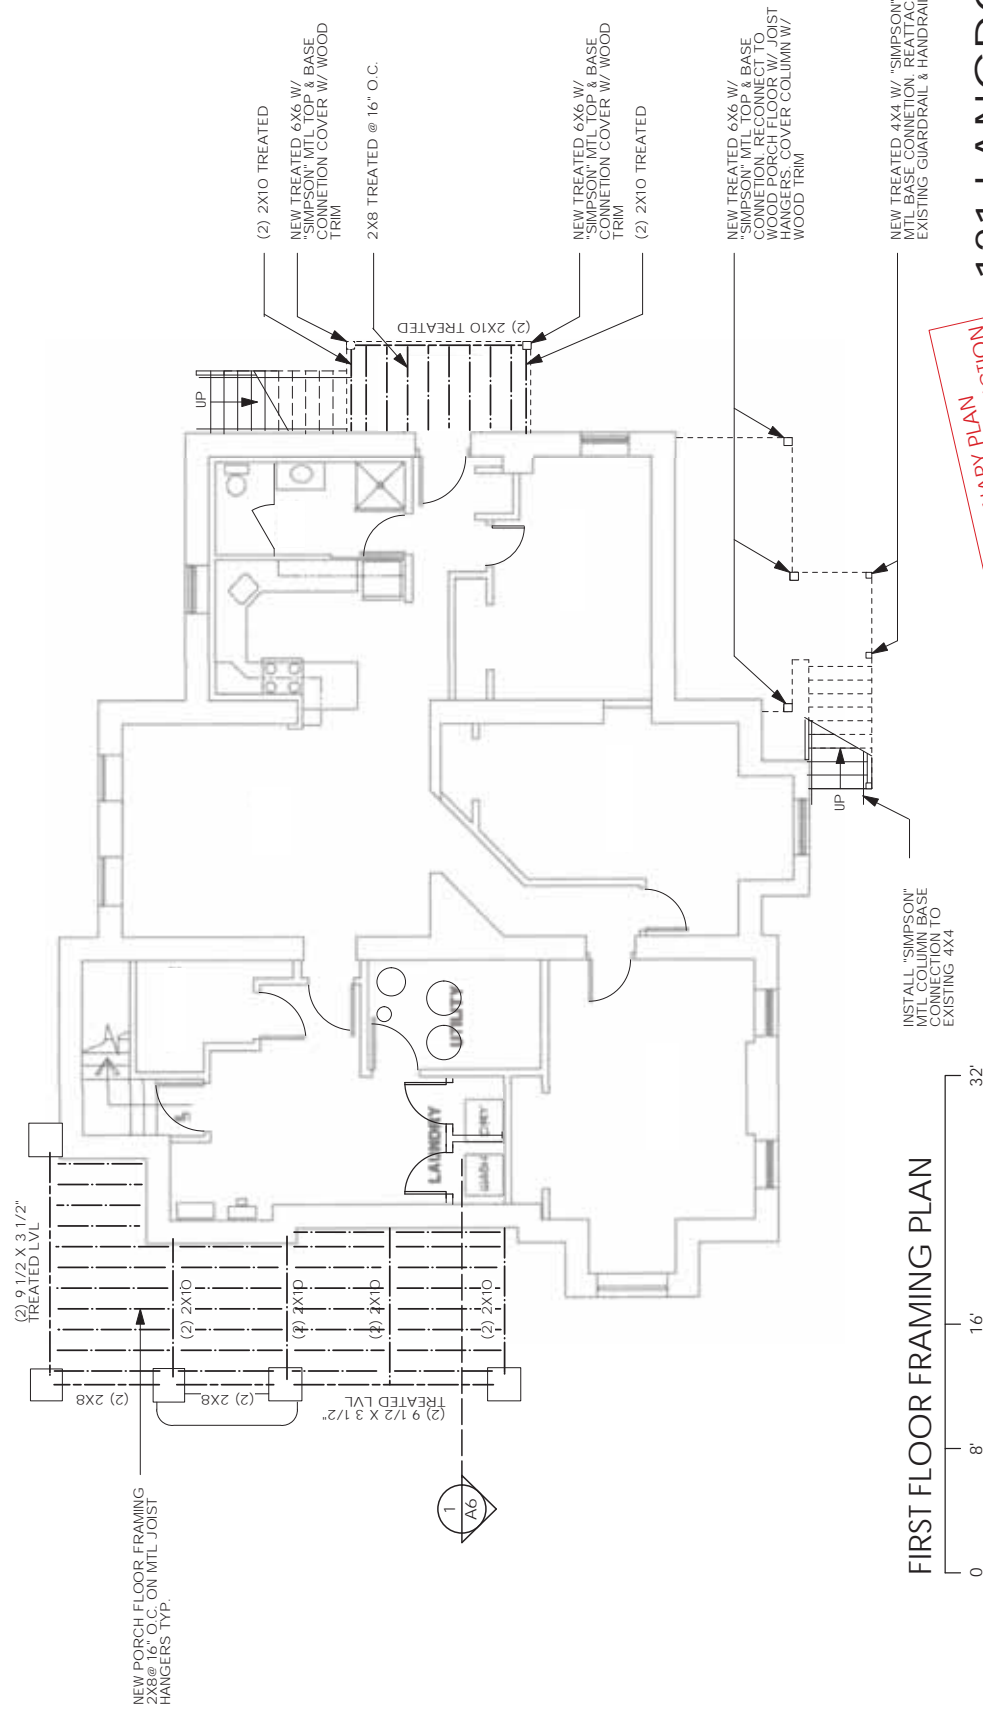 (2) 2X10 TREATED
NEW TREATED 6X6 W/
"SIMPSON" MTL TOP & BASE
CONNETION COVER W/ WOOD
TRIM
2X8 TREATED @ 16" O.C.
NEW TREATED 6X6 W/
"SIMPSON" MTL TOP & BASE
CONNETION COVER W/ WOOD
TRIM
(2) 2X10 TREATED
NEW TREATED 6X6 W/
"SIMPSON" MTL TOP & BASE
CONNETION. RECONNECT TO
WOOD PORCH FLOOR W/ JOIST
HANGERS. COVER COLUMN W/
WOOD TRIM
NEW TREATED 4X4 W/ "SIMPSON"
MTL BASE CONNETION. REATTAC
EXISTING GUARDRAIL & HANDRAIL
(2) 2X10 TREATED
UP
UP
INSTALL "SIMPSON"
MTL COLUMN BASE
CONNECTION TO
EXISTING 4X4
UTILITY
LAUNDRY
WASH
DRY
(2) 9 1/2 X 3 1/2"
TREATED LVL
(2) 2X10
(2) 2X10
(2) 2X10
(2) 2X10
(2) 2X8
(2) 2X8
(2) 9 1/2 X 3 1/2"
TREATED LVL
1
A6
NEW PORCH FLOOR FRAMING
2X8@ 16" O.C. ON MTL JOIST
HANGERS TYP.
FIRST FLOOR FRAMING PLAN
0 8' 16' 32'
PLAN